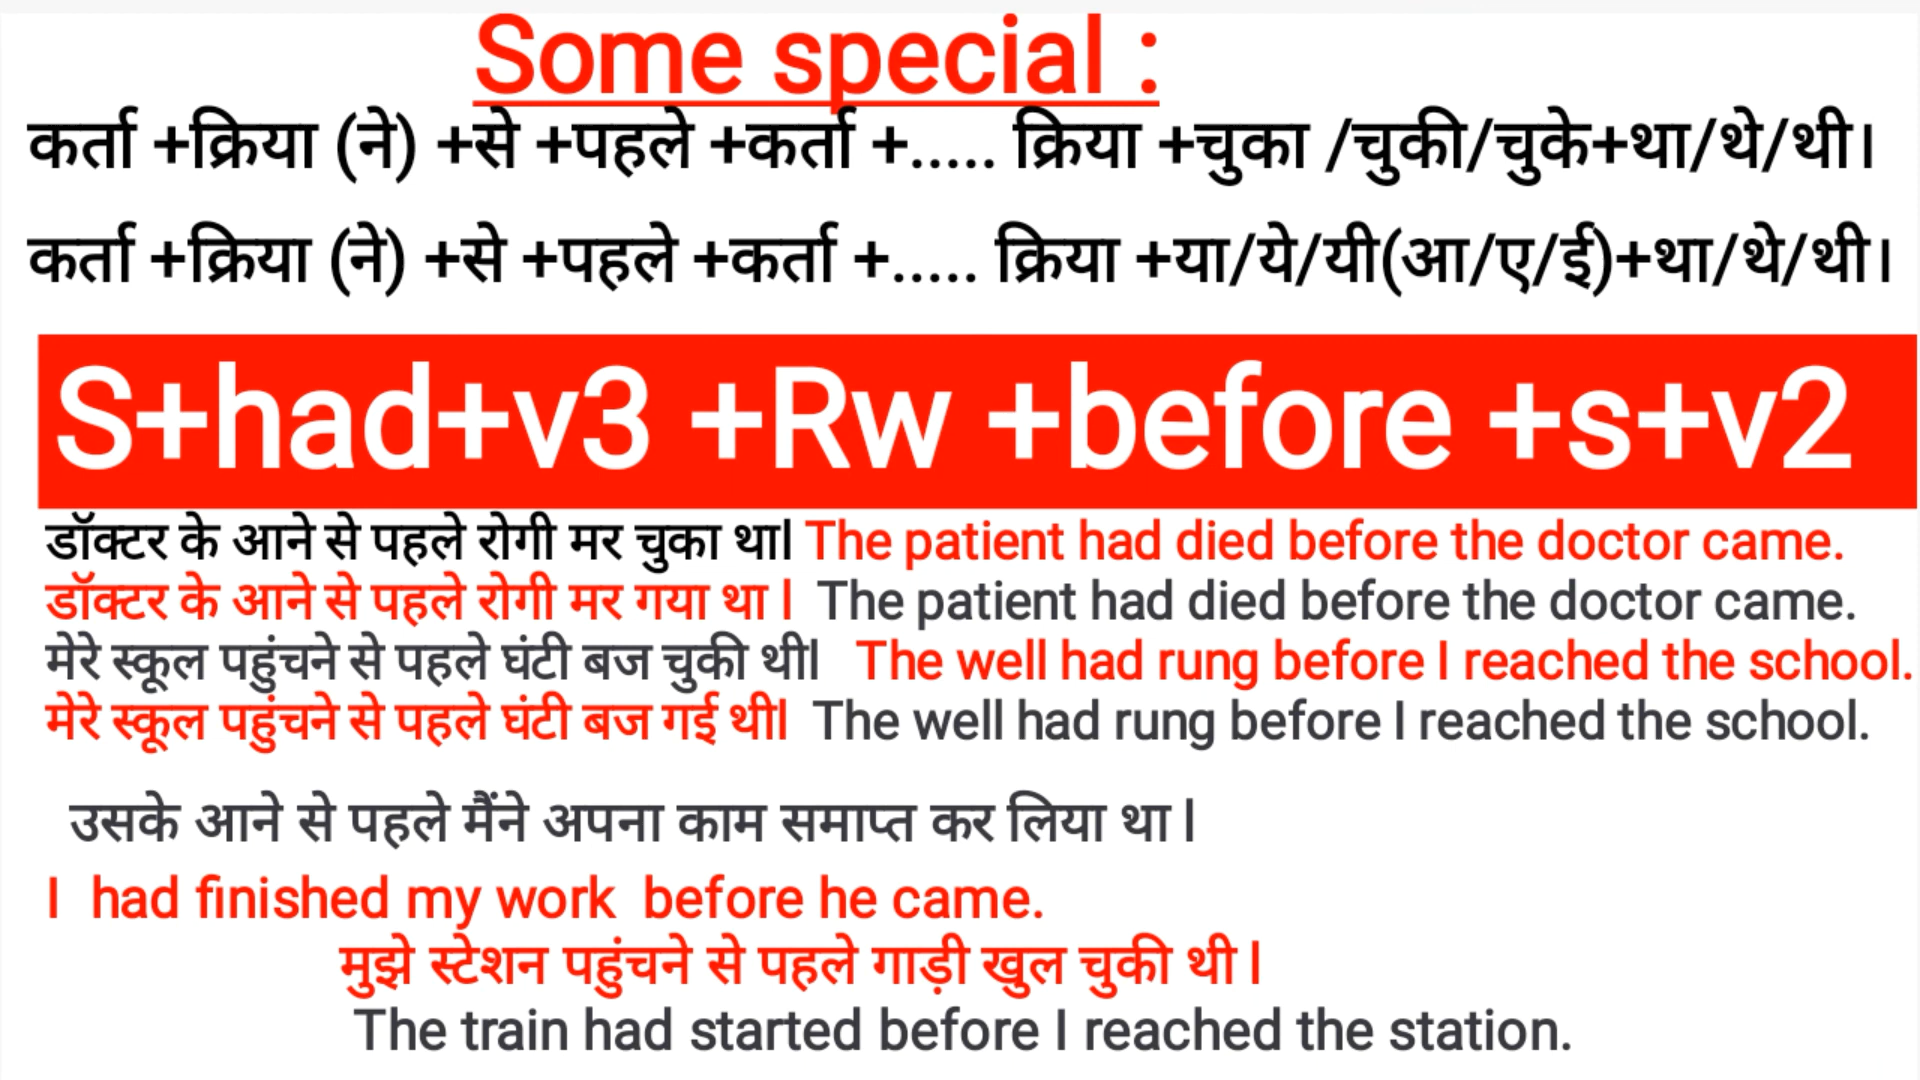 Some special :
कर्ता +क्रिया (ने) +से +पहले +कर्ता +..... क्रिया +चुका /चुकी/चुके+था/थे/थी।
कर्ता +क्रिया (ने) +से +पहले +कर्ता +..... क्रिया +या/ये/यी(आ/ए/ई)+था/थे/थी।
S+had+v3 +Rw +before +s+v2
डॉक्टर के आने से पहले रोगी मर चुका थाl The patient had died before the doctor came.
डॉक्टर के आने से पहले रोगी मर गया था l The patient had died before the doctor came.
मेरे स्कूल पहुंचने से पहले घंटी बज चुकी थीl The well had rung before I reached the school.
मेरे स्कूल पहुंचने से पहले घंटी बज गई थीl The well had rung before I reached the school.
उसके आने से पहले मैंने अपना काम समाप्त कर लिया था l
I had finished my work before he came.
मुझे स्टेशन पहुंचने से पहले गाड़ी खुल चुकी थी l
The train had started before I reached the station.